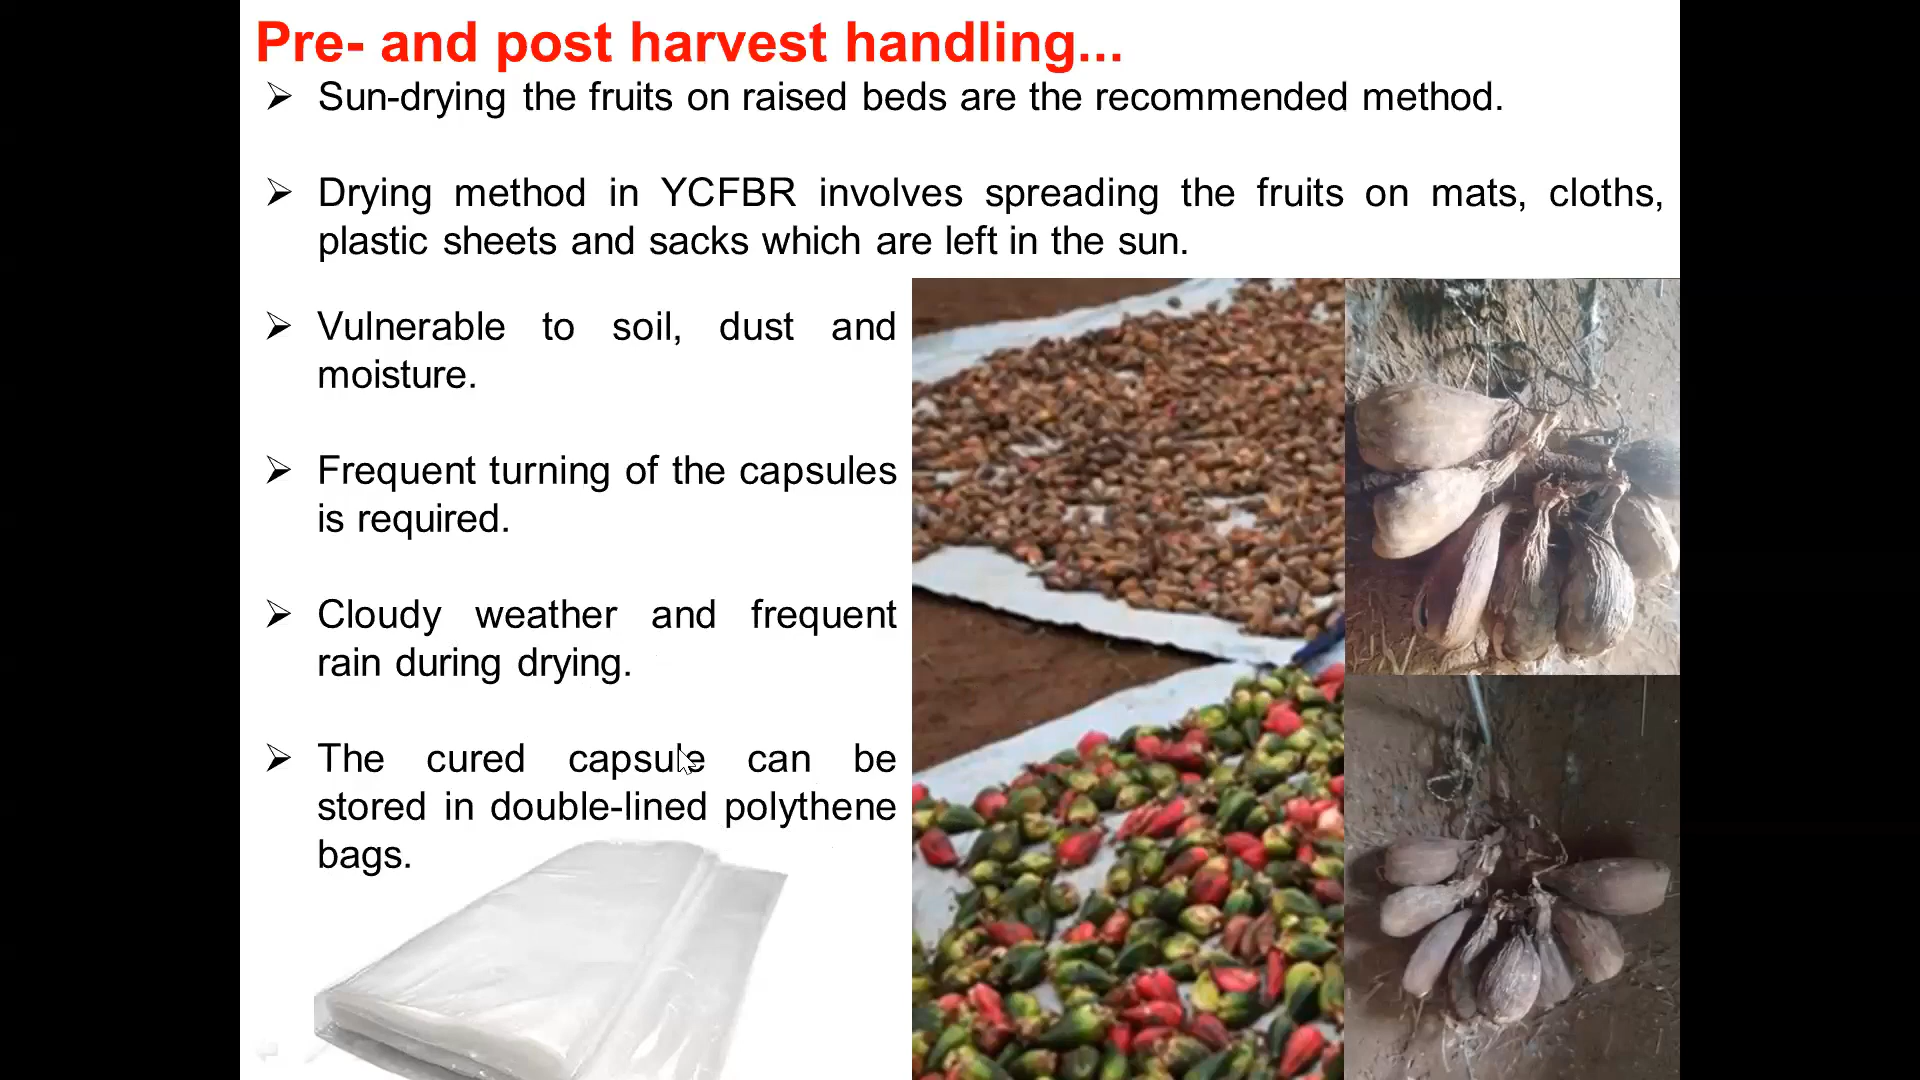 Pre- and post harvest handling...
➢ Sun-drying the fruits on raised beds are the recommended method.
➢ Drying method in YCFBR involves spreading the fruits on mats, cloths,
plastic sheets and sacks which are left in the sun.
➢ Vulnerable to soil, dust and
moisture.
➢ Frequent turning of the capsules
is required.
➢ Cloudy weather and frequent
rain during drying.
➢ The cured capsule can be
stored in double-lined polythene
bags.